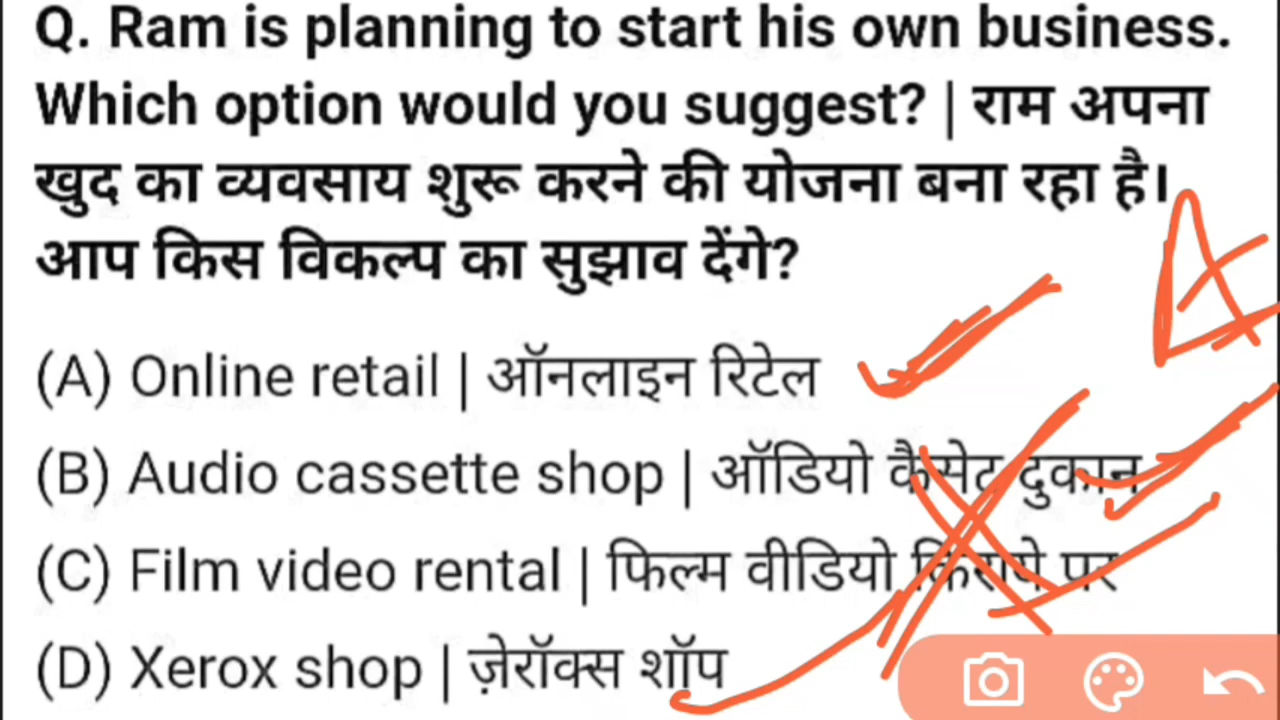 Q. Ram is planning to start his own business.
Which option would you suggest? | राम अपना
खुद का व्यवसाय शुरू करने की योजना बना रहा है।
आप किस विकल्प का सुझाव देंगे?
(A) Online retail | ऑनलाइन रिटेल
(B) Audio cassette shop | ऑडियो कैसेट दुकान
(C) Film video rental | फिल्म वीडियो किराये पर
(D) Xerox shop | ज़ेरॉक्स शॉप